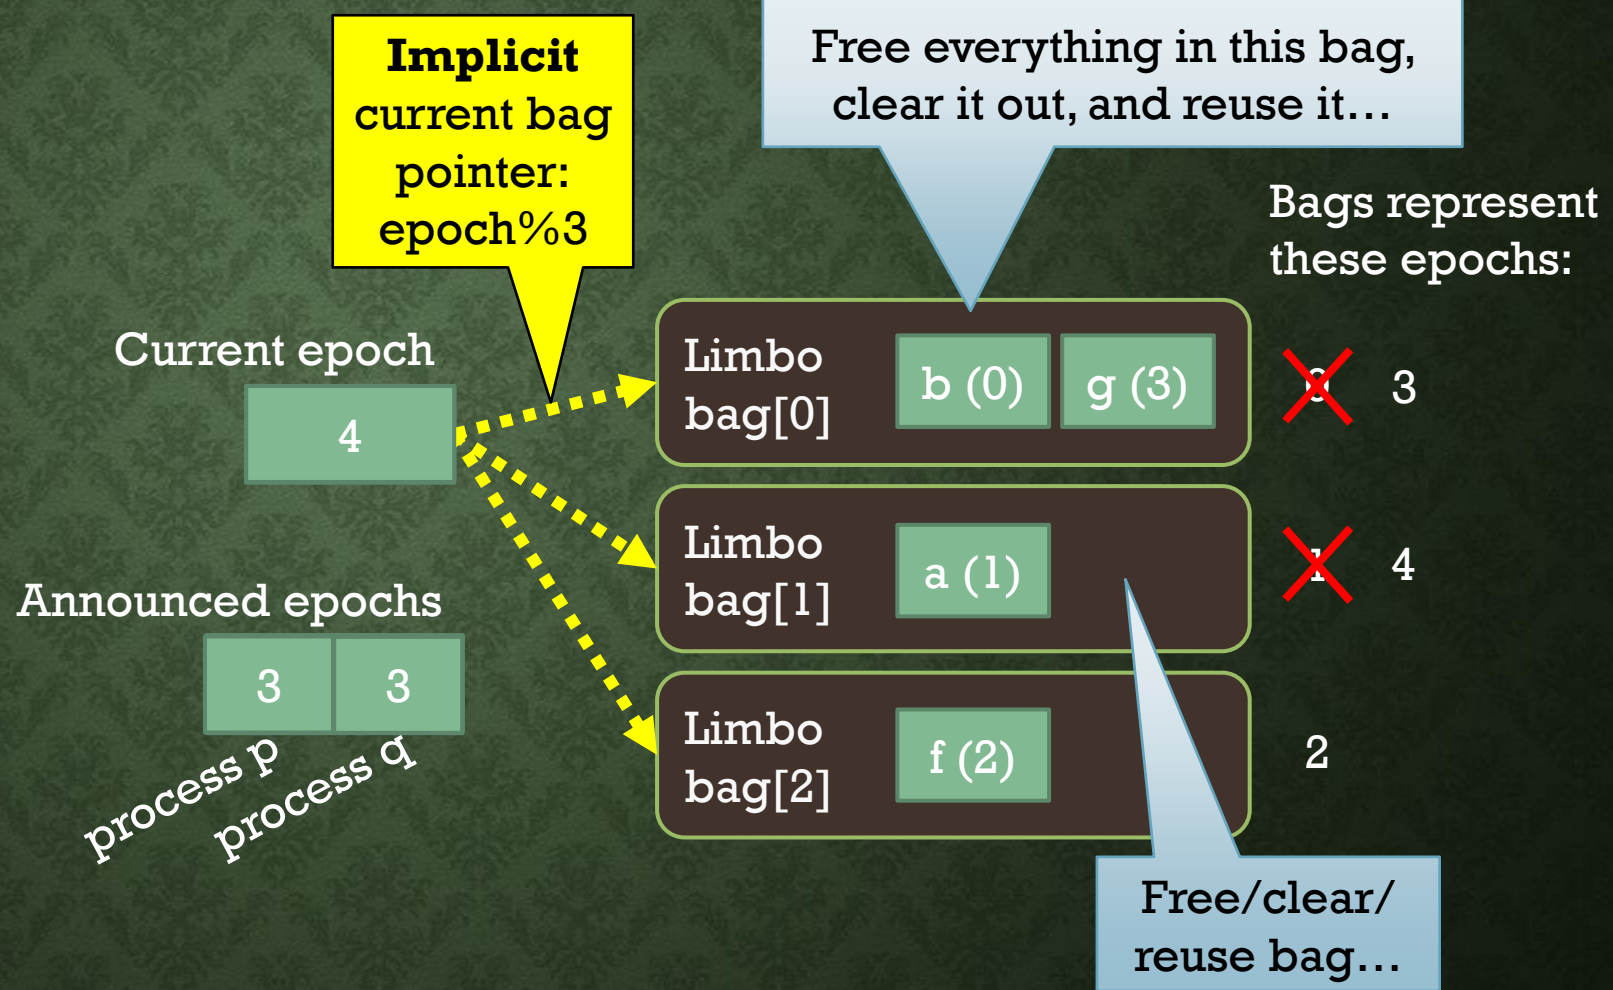 Implicit
current bag
pointer:
epoch%3
Free everything in this bag,
clear it out, and reuse it…
Bags represent
these epochs:
Current epoch
4
Limbo
bag[0]
b (0)
g (3)
0
3
Limbo
bag[1]
a (1)
1
4
Announced epochs
3
3
process p
process q
Limbo
bag[2]
f (2)
2
Free/clear/
reuse bag…